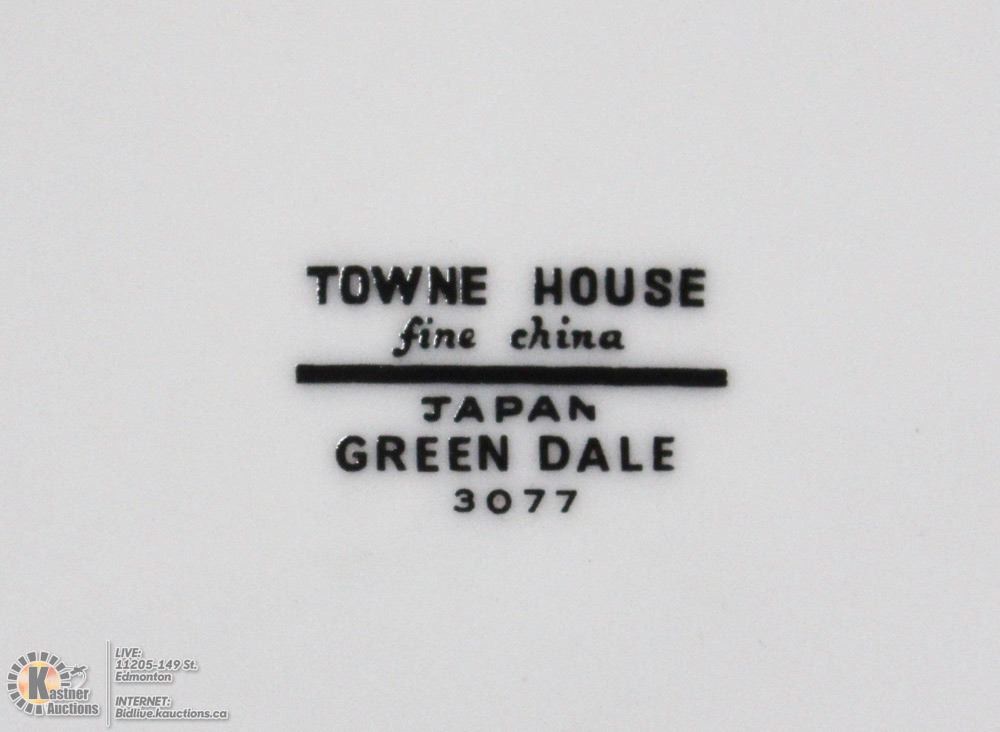 TOWNE HOUSE
fine china
JAPAN
GREEN DALE
3077
Kastner
Auctions
LIVE:
11205-149 St.
Edmonton
INTERNET:
Bidlive.kauctions.ca